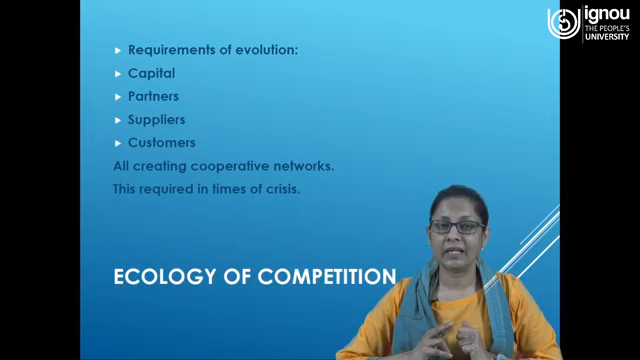 ignou
THE PEOPLE'S
UNIVERSITY
Requirements of evolution:
Capital
Partners
Suppliers
Customers
All creating cooperative networks.
This required in times of crisis.
ECOLOGY OF COMPETITION